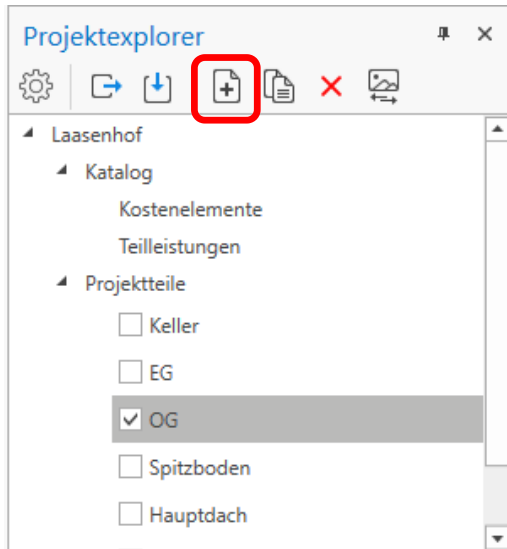 Projektexplorer
Laasenhof
Katalog
Kostenelemente
Teilleistungen
Projektteile
Keller
EG
OG
Spitzboden
Hauptdach